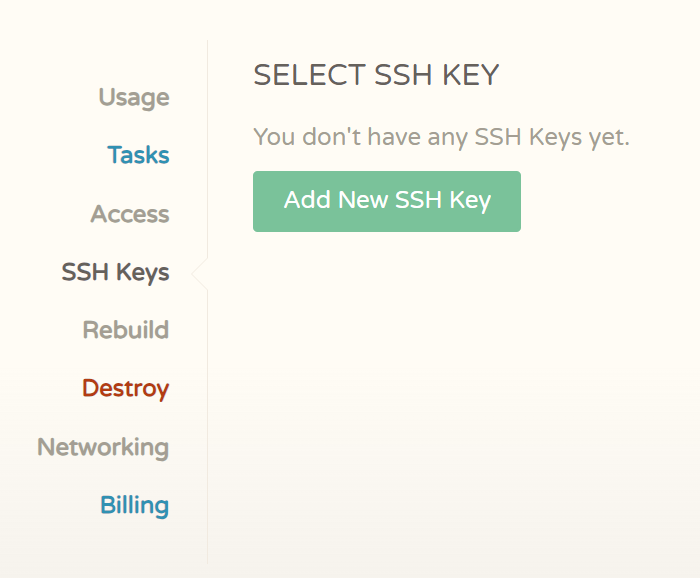 Usage
Tasks
Access
SSH Keys
Rebuild
Destroy
Networking
Billing
SELECT SSH KEY
You don't have any SSH Keys yet.
Add New SSH Key